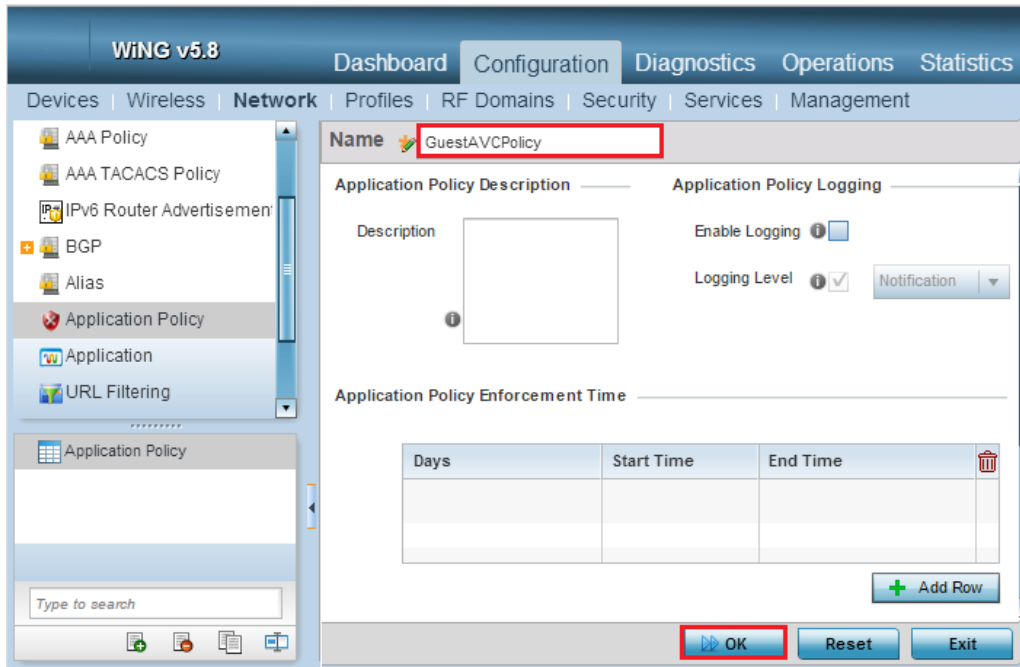 WiNG v5.8
Dashboard Configuration Diagnostics Operations Statistics
Devices Wireless Network Profiles RF Domains Security Services Management
AAA Policy
AAA TACACS Policy
IPv6 Router Advertisement
BGP
Alias
Application Policy
Application
URL Filtering
Application Policy
Type to search
Name GuestAVCPolicy
Application Policy Description
Description
Application Policy Logging
Enable Logging
Logging Level Notification
Application Policy Enforcement Time
Days Start Time End Time
Add Row
OK Reset Exit